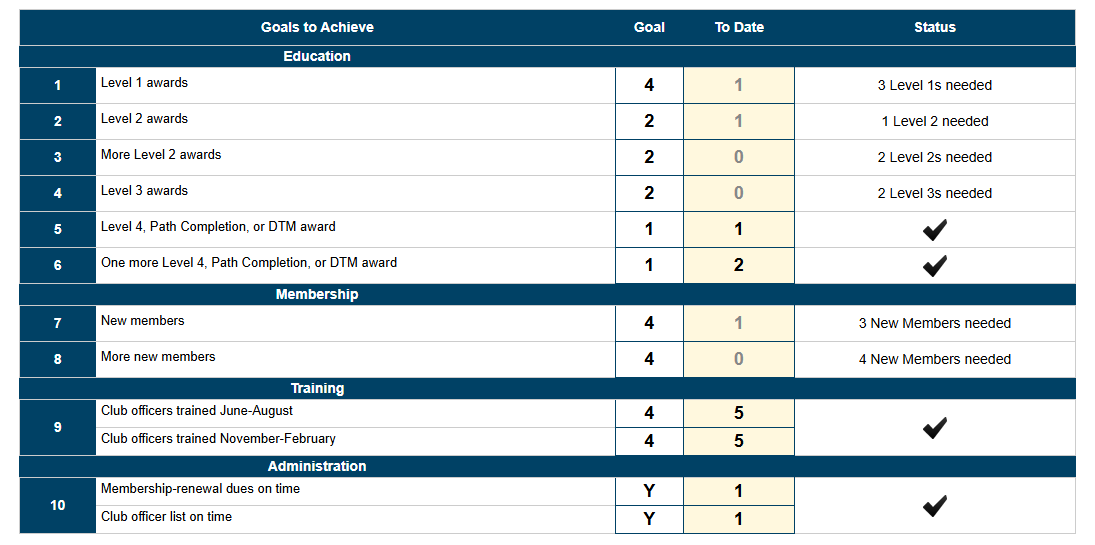 Goals to Achieve Goal To Date Status
Education
1 Level 1 awards 4 1 3 Level 1s needed
2 Level 2 awards 2 1 1 Level 2 needed
3 More Level 2 awards 2 0 2 Level 2s needed
4 Level 3 awards 2 0 2 Level 3s needed
5 Level 4, Path Completion, or DTM award 1 1
6 One more Level 4, Path Completion, or DTM award 1 2
Membership
7 New members 4 1 3 New Members needed
8 More new members 4 0 4 New Members needed
Training
9 Club officers trained June-August 4 5
Club officers trained November-February 4 5
Administration
10 Membership-renewal dues on time Y 1
Club officer list on time Y 1